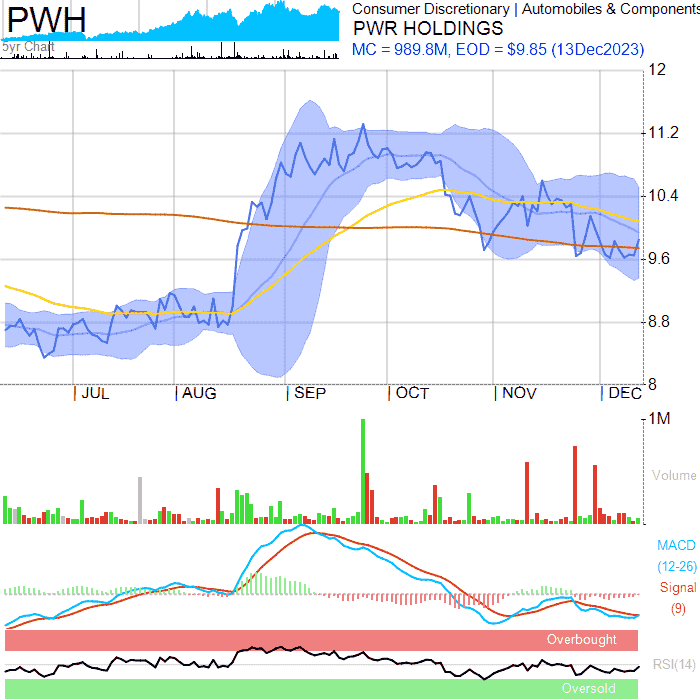 PWH
5yr Chart
Consumer Discretionary | Automobiles & Components
PWR HOLDINGS
MC = 989.8M, EOD = $9.85 (13Dec2023)
12
11.2
10.4
9.6
8.8
8
JUL AUG SEP OCT NOV DEC
1M
Volume
MACD
(12-26)
Signal
(9)
Overbought
RSI(14)
Oversold